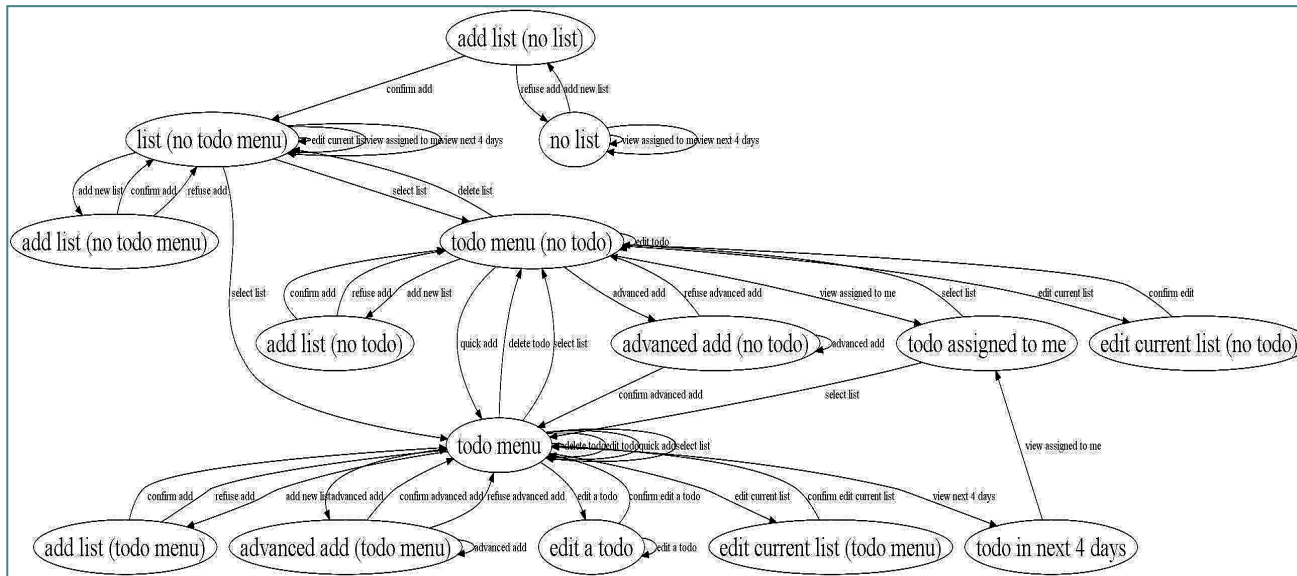 add list (no list)
confirm add
refuse add
add new list
list (no todo menu)
edit current list
view assigned to me
view next 4 days
no list
view assigned to me
view next 4 days
add new list
confirm add
refuse add
select list
delete list
add list (no todo menu)
todo menu (no todo)
edit todo
select list
confirm add
refuse add
add new list
advanced add
refuse advanced add
view assigned to me
select list
edit current list
confirm edit
add list (no todo)
quick add
delete todo
select list
advanced add (no todo)
advanced add
todo assigned to me
edit current list (no todo)
confirm advanced add
select list
todo menu
delete todo
edit todo
quick add
select list
view assigned to me
confirm add
refuse add
add new list
advanced add
confirm advanced add
refuse advanced add
edit a todo
confirm edit a todo
edit current list
confirm edit current list
view next 4 days
add list (todo menu)
advanced add (todo menu)
advanced add
edit a todo
edit a todo
edit current list (todo menu)
todo in next 4 days